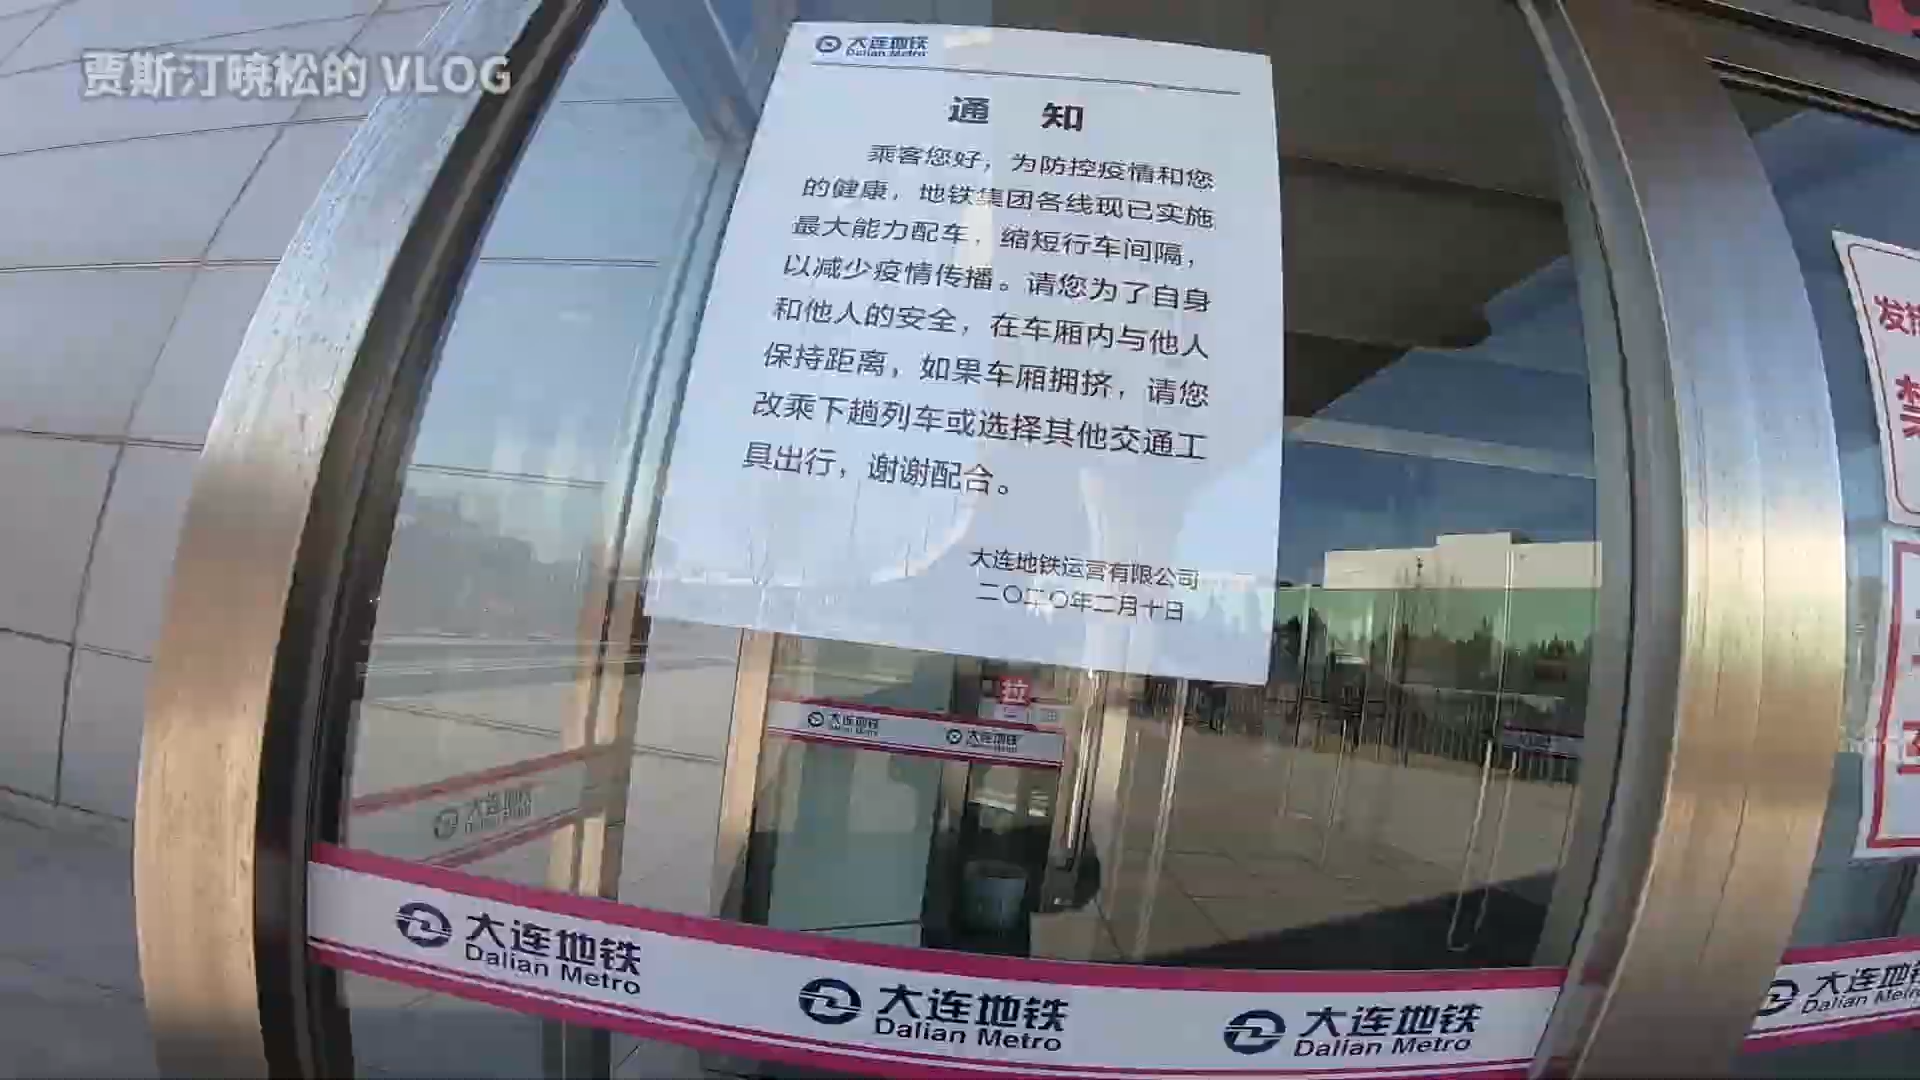 贾斯汀晓松的 VLOG
大连地铁
Dalian Metro
通 知
乘客您好，为防控疫情和您
的健康，地铁集团各线现已实施
最大能力配车，缩短行车间隔，
以减少疫情传播。请您为了自身
和他人的安全，在车厢内与他人
保持距离，如果车厢拥挤，请您
改乘下趟列车或选择其他交通工
具出行，谢谢配合。
大连地铁运营有限公司
二〇二〇年二月十日
拉
大连地铁
大连地铁
大连地铁
Dalian Metro
大连地铁
Dalian Metro
大连地铁
Dalian Metro
大连地铁
Dalian Metro
大连地铁
Dalian Metro